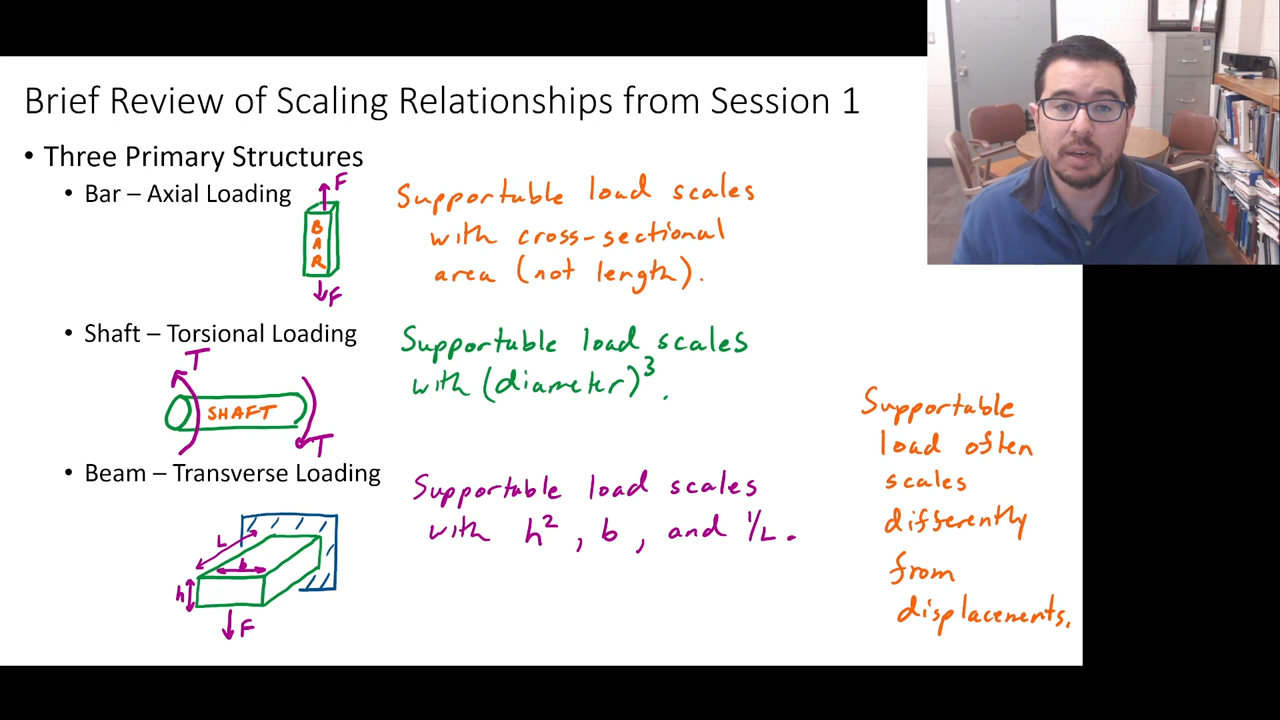 Brief Review of Scaling Relationships from Session 1
• Three Primary Structures
• Bar – Axial Loading
F
BAR
F
Supportable load scales
with cross-sectional
area (not length).
• Shaft – Torsional Loading
T
SHAFT
T
Supportable load scales
with (diameter)³.
• Beam – Transverse Loading
L
b
h
F
Supportable load scales
with h², b, and 1/L.
Supportable
load often
scales
differently
from
displacements.